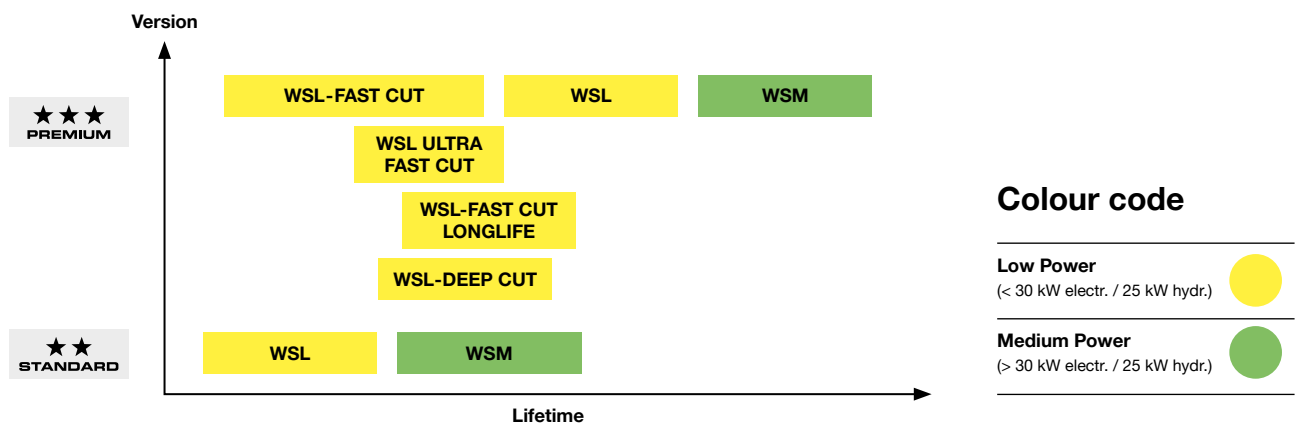 Version
★★★
PREMIUM
WSL-FAST CUT
WSL
WSM
WSL ULTRA
FAST CUT
WSL-FAST CUT
LONGLIFE
WSL-DEEP CUT
★★
STANDARD
WSL
WSM
Lifetime
Colour code
Low Power
(< 30 kW electr. / 25 kW hydr.)
Medium Power
(> 30 kW electr. / 25 kW hydr.)